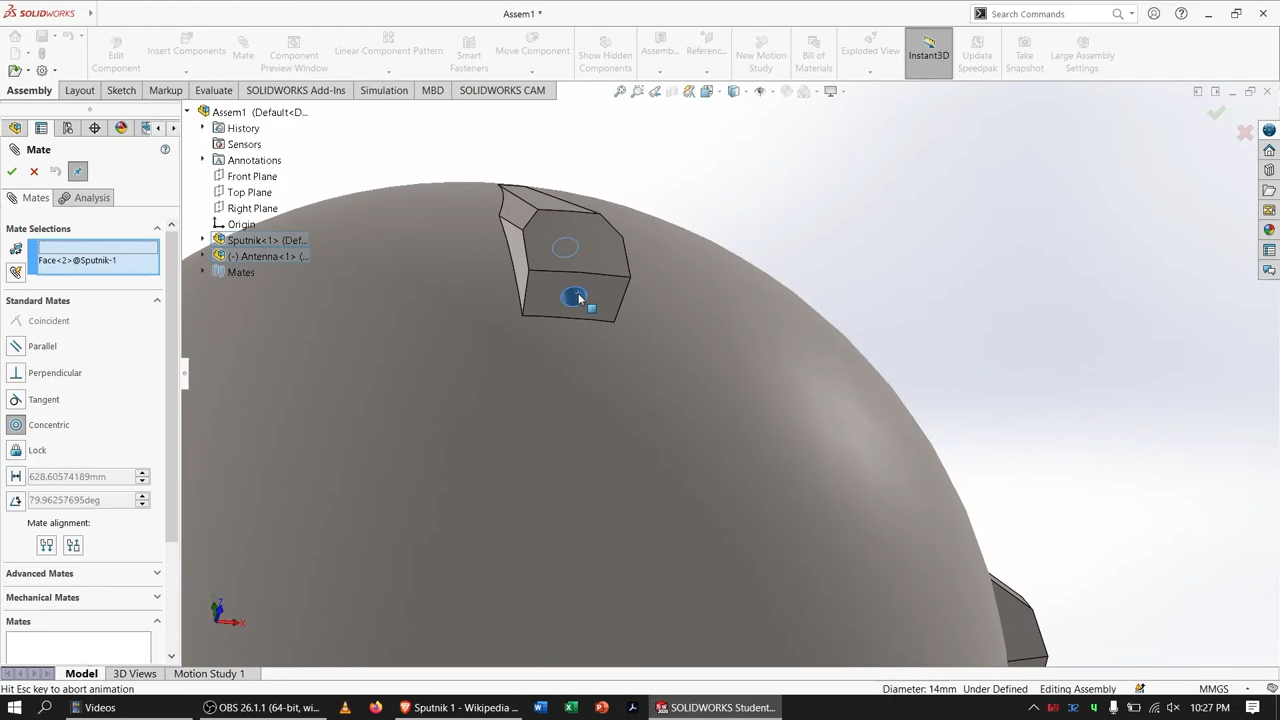 SOLIDWORKS
Assem1 *
Search Commands
Edit Component
Insert Components
Mate
Component Preview Window
Linear Component Pattern
Smart Fasteners
Move Component
Show Hidden Components
Assemb...
Referenc...
New Motion Study
Bill of Materials
Exploded View
Instant3D
Update Speedpak
Take Snapshot
Large Assembly Settings
Assembly
Layout
Sketch
Markup
Evaluate
SOLIDWORKS Add-Ins
Simulation
MBD
SOLIDWORKS CAM
Mate
Mates
Analysis
Mate Selections
Face<2>@Sputnik-1
Standard Mates
Coincident
Parallel
Perpendicular
Tangent
Concentric
Lock
628.60574189mm
79.96257695deg
Mate alignment:
Advanced Mates
Mechanical Mates
Mates
Assem1 (Default<D...
History
Sensors
Annotations
Front Plane
Top Plane
Right Plane
Origin
Sputnik<1> (Def...
(-) Antenna<1> (...
Mates
Y
Z
X
Model
3D Views
Motion Study 1
Hit Esc key to abort animation
Diameter: 14mm
Under Defined
Editing Assembly
MMGS
Videos
OBS 26.1.1 (64-bit, wi...
Sputnik 1 - Wikipedia ...
SOLIDWORKS Student...
69
32
10:27 PM